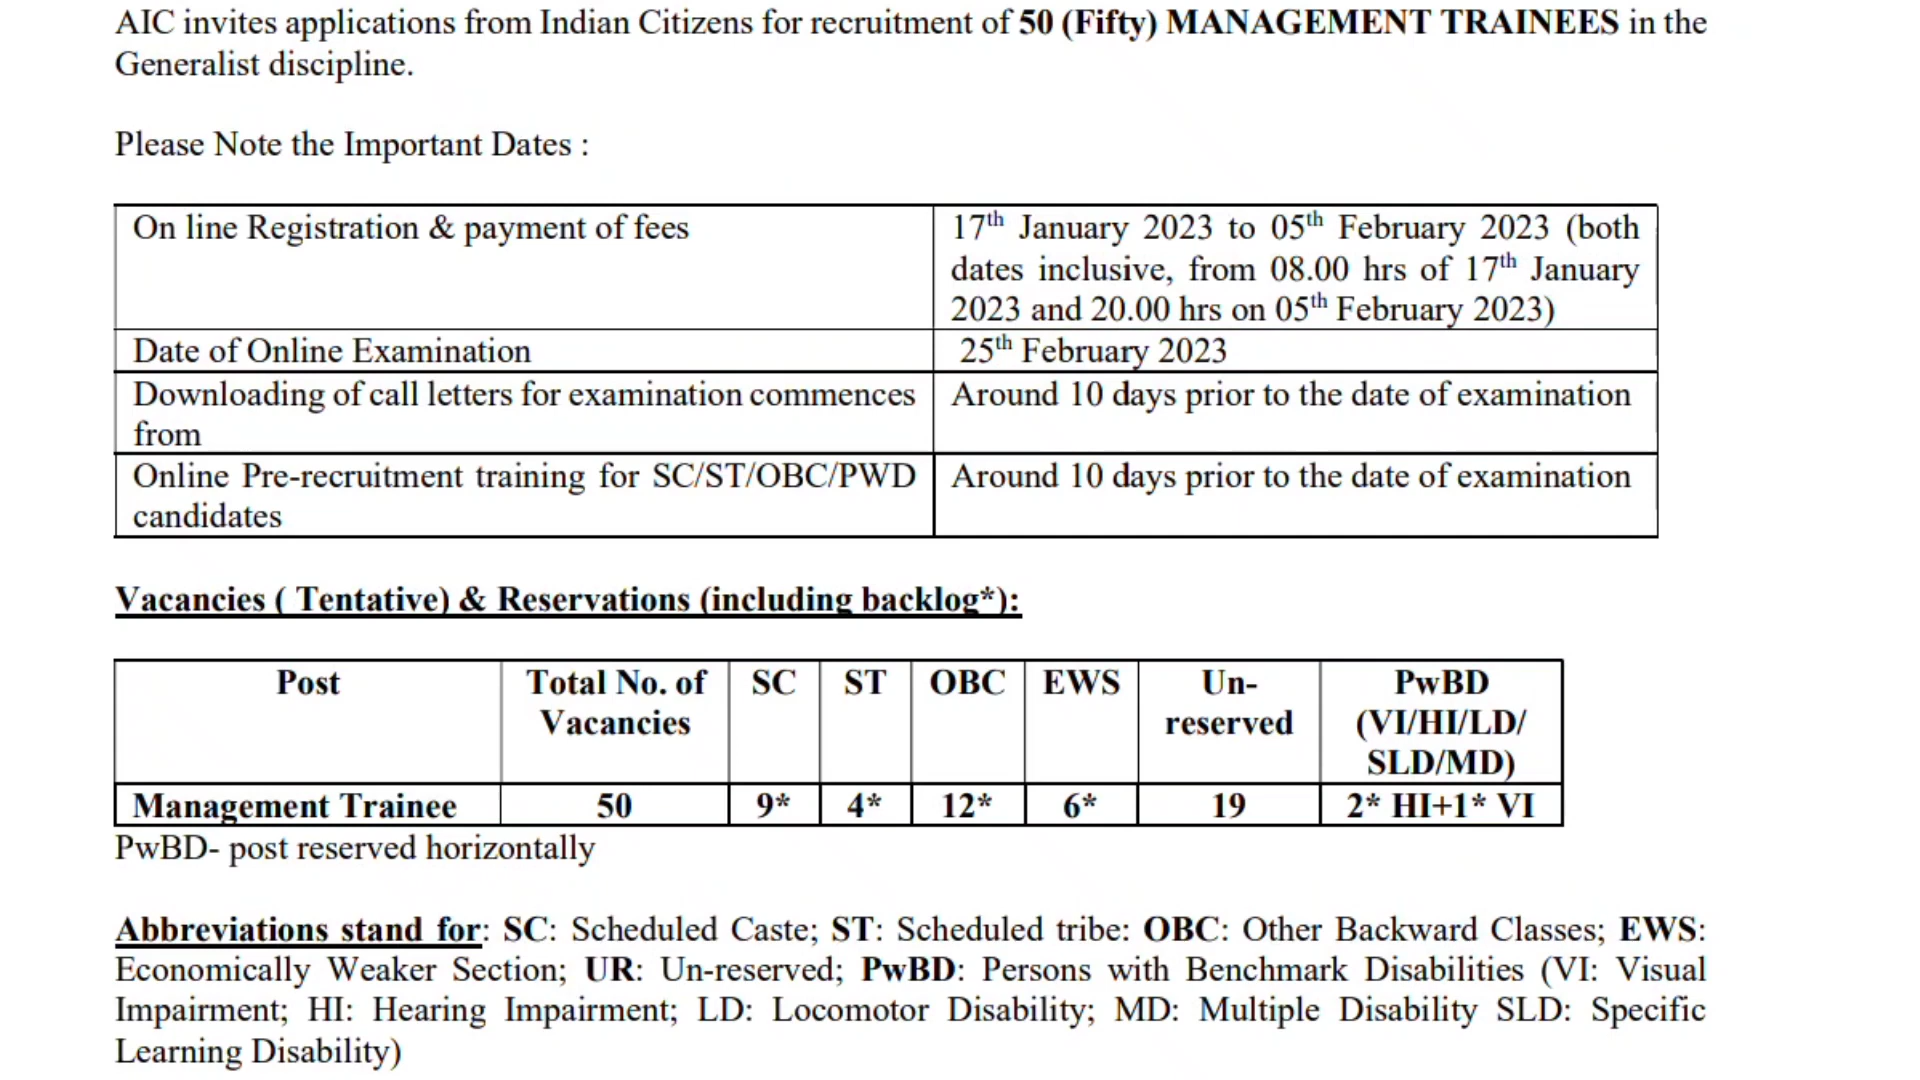 AIC invites applications from Indian Citizens for recruitment of 50 (Fifty) MANAGEMENT TRAINEES in the
Generalist discipline.
Please Note the Important Dates :
On line Registration & payment of fees
17th January 2023 to 05th February 2023 (both
dates inclusive, from 08.00 hrs of 17th January
2023 and 20.00 hrs on 05th February 2023)
Date of Online Examination
25th February 2023
Downloading of call letters for examination commences
from
Around 10 days prior to the date of examination
Online Pre-recruitment training for SC/ST/OBC/PWD
candidates
Around 10 days prior to the date of examination
Vacancies ( Tentative) & Reservations (including backlog*):
Post
Total No. of
Vacancies
SC
ST
OBC
EWS
Un-
reserved
PwBD
(VI/HI/LD/
SLD/MD)
Management Trainee
50
9*
4*
12*
6*
19
2* HI+1* VI
PwBD- post reserved horizontally
Abbreviations stand for: SC: Scheduled Caste; ST: Scheduled tribe: OBC: Other Backward Classes; EWS:
Economically Weaker Section; UR: Un-reserved; PwBD: Persons with Benchmark Disabilities (VI: Visual
Impairment; HI: Hearing Impairment; LD: Locomotor Disability; MD: Multiple Disability SLD: Specific
Learning Disability)